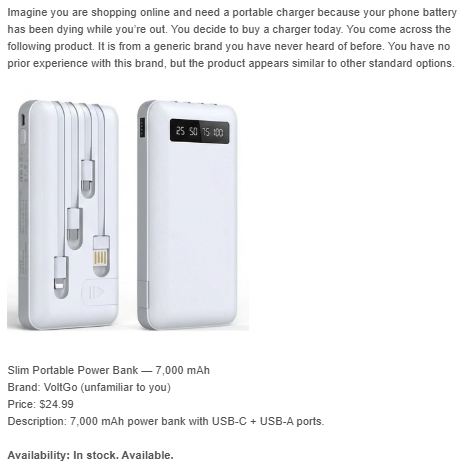 Imagine you are shopping online and need a portable charger because your phone battery
has been dying while you're out. You decide to buy a charger today. You come across the
following product. It is from a generic brand you have never heard of before. You have no
prior experience with this brand, but the product appears similar to other standard options.
25 50 75 100
Slim Portable Power Bank — 7,000 mAh
Brand: VoltGo (unfamiliar to you)
Price: $24.99
Description: 7,000 mAh power bank with USB-C + USB-A ports.
Availability: In stock. Available.